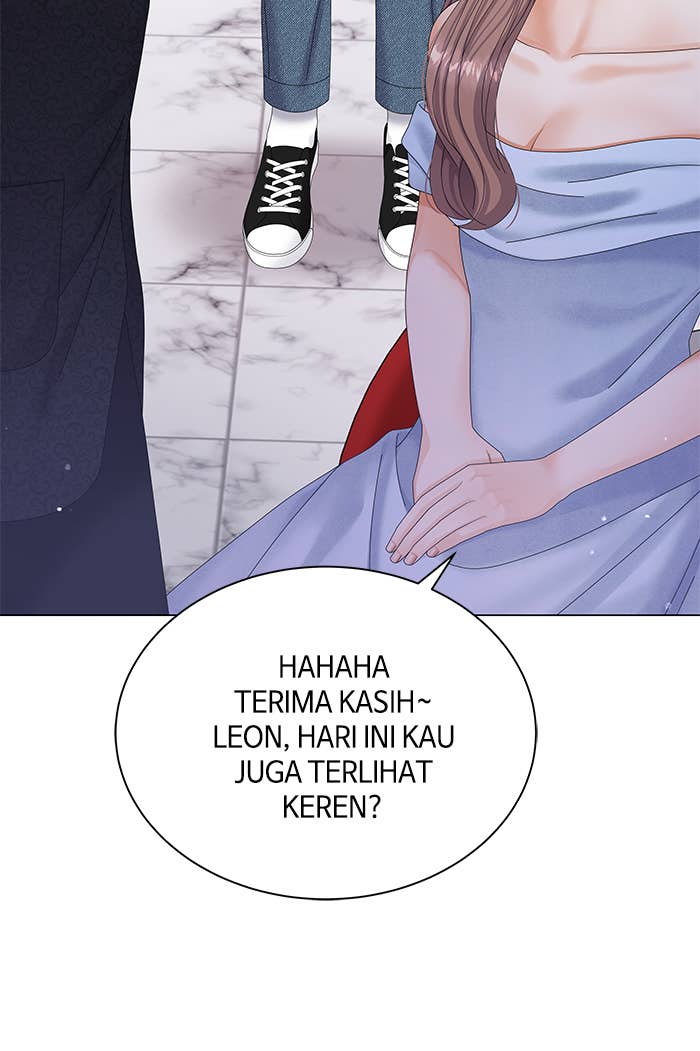 HAHAHA
TERIMA KASIH~
LEON, HARI INI KAU
JUGA TERLIHAT
KEREN?